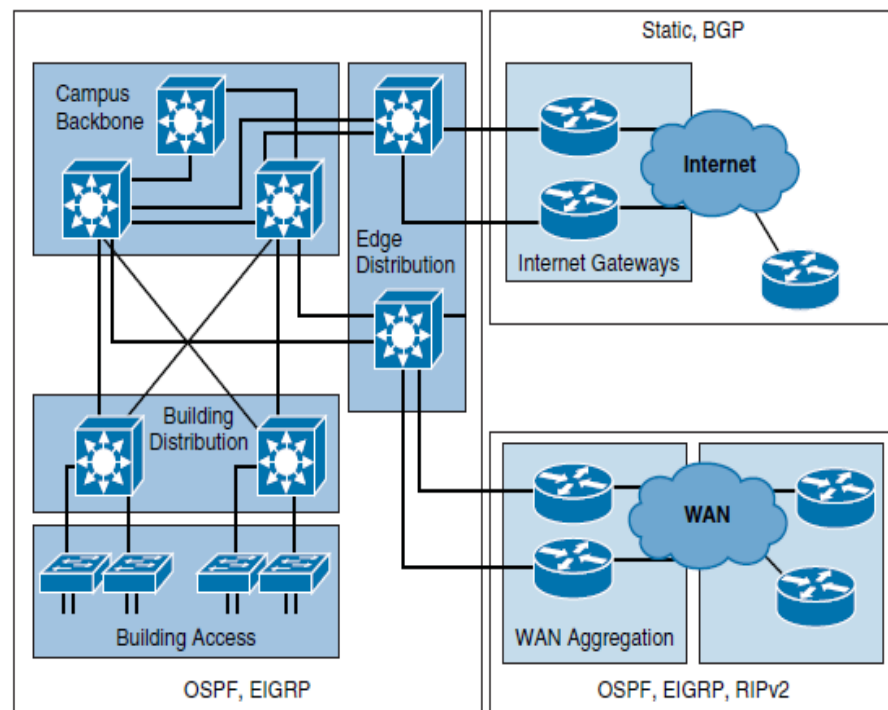 Static, BGP
Campus
Backbone
Internet
Edge
Distribution
Internet Gateways
Building
Distribution
WAN
Building Access
WAN Aggregation
OSPF, EIGRP
OSPF, EIGRP, RIPv2